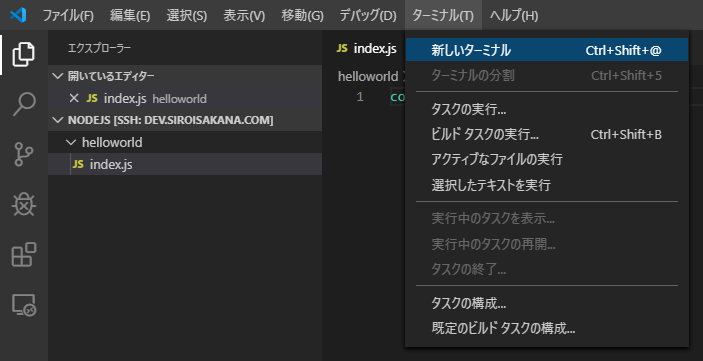 ファイル(F) 編集(E) 選択(S) 表示(V) 移動(G) デバッグ(D) ターミナル(T) ヘルプ(H)
エクスプローラー
開いているエディター
JS index.js helloworld
NODEJS [SSH: DEV.SIROISAKANA.COM]
helloworld
JS index.js
JS index.js
helloworld
1 co
新しいターミナル Ctrl+Shift+@
ターミナルの分割 Ctrl+Shift+5
タスクの実行...
ビルド タスクの実行... Ctrl+Shift+B
アクティブなファイルの実行
選択したテキストを実行
実行中のタスクを表示...
実行中のタスクの再開...
タスクの終了...
タスクの構成...
既定のビルド タスクの構成...